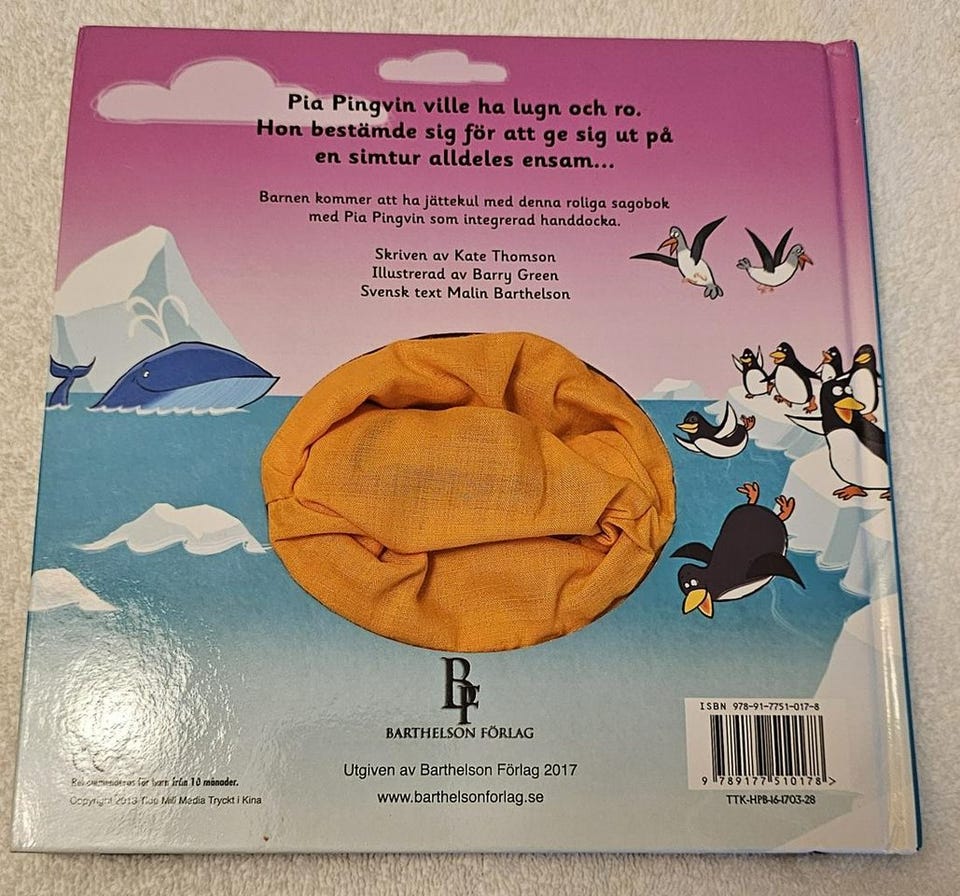 Pia Pingvin ville ha lugn och ro.
Hon bestämde sig för att ge sig ut på
en simtur alldeles ensam...
Barnen kommer att ha jättekul med denna roliga sagobok
med Pia Pingvin som integrerad handdocka.
Skriven av Kate Thomson
Illustrerad av Barry Green
Svensk text Malin Barthelson
BF
BARTHELSON FÖRLAG
Utgiven av Barthelson Förlag 2017
www.barthelsonforlag.se
Rekommenderas för barn från 10 månader.
Copyright 2013 Mill Media Tryckt i Kina
ISBN 978-91-7751-017-8
9 789177 510178 >
TTK-HPB-16-1703-28